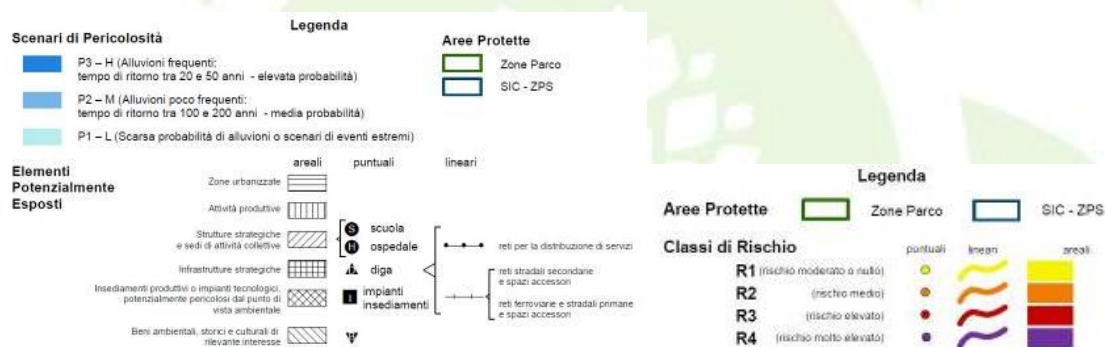 Legenda
Scenari di Pericolosità
P3 – H (Alluvioni frequenti:
tempo di ritorno tra 20 e 50 anni - elevata probabilità)
P2 – M (Alluvioni poco frequenti:
tempo di ritorno tra 100 e 200 anni - media probabilità)
P1 – L (Scarsa probabilità di alluvioni o scenari di eventi estremi)
Aree Protette
Zone Parco
SIC - ZPS
Elementi
Potenzialmente
Esposti
areali
puntuali
lineari
Zone urbanizzate
Attività produttive
Strutture strategiche
e sedi di attività collettive
Infrastrutture strategiche
Insediamenti produttivi o impianti tecnologici,
potenzialmente pericolosi dal punto di
vista ambientale
Beni ambientali, storici e culturali di
rilevante interesse
S scuola
H ospedale
diga
I impianti
insediamenti
reti per la distribuzione di servizi
reti stradali secondarie
e spazi accessori
reti ferroviarie e stradali primarie
e spazi accessori
Legenda
Aree Protette
Zone Parco
SIC - ZPS
Classi di Rischio
puntuali
lineari
areali
R1 (rischio moderato o nullo)
R2 (rischio medio)
R3 (rischio elevato)
R4 (rischio molto elevato)